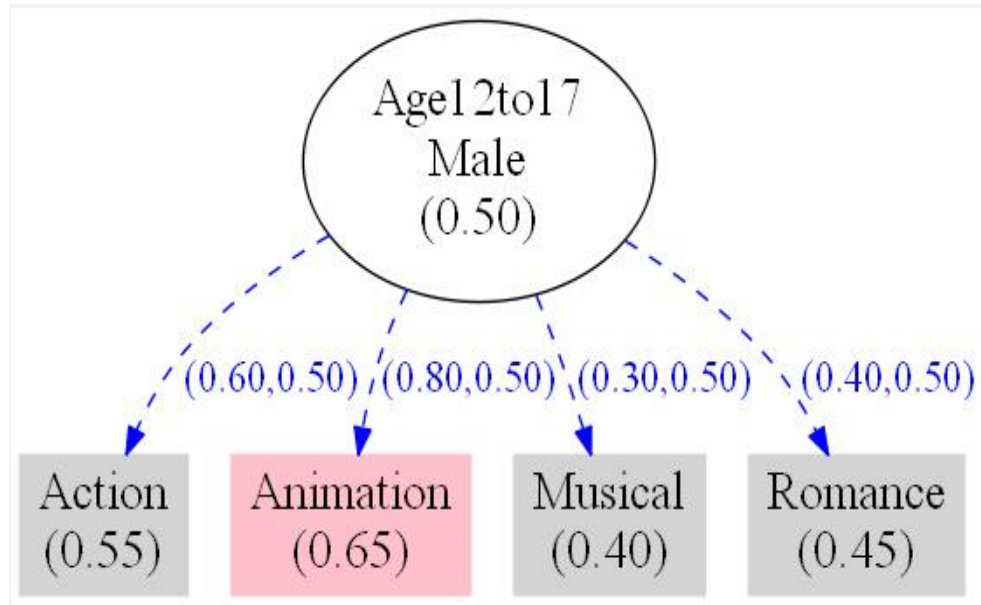 Age12to17
Male
(0.50)
(0.60,0.50) (0.80,0.50) (0.30,0.50) (0.40,0.50)
Action Animation Musical Romance
(0.55) (0.65) (0.40) (0.45)